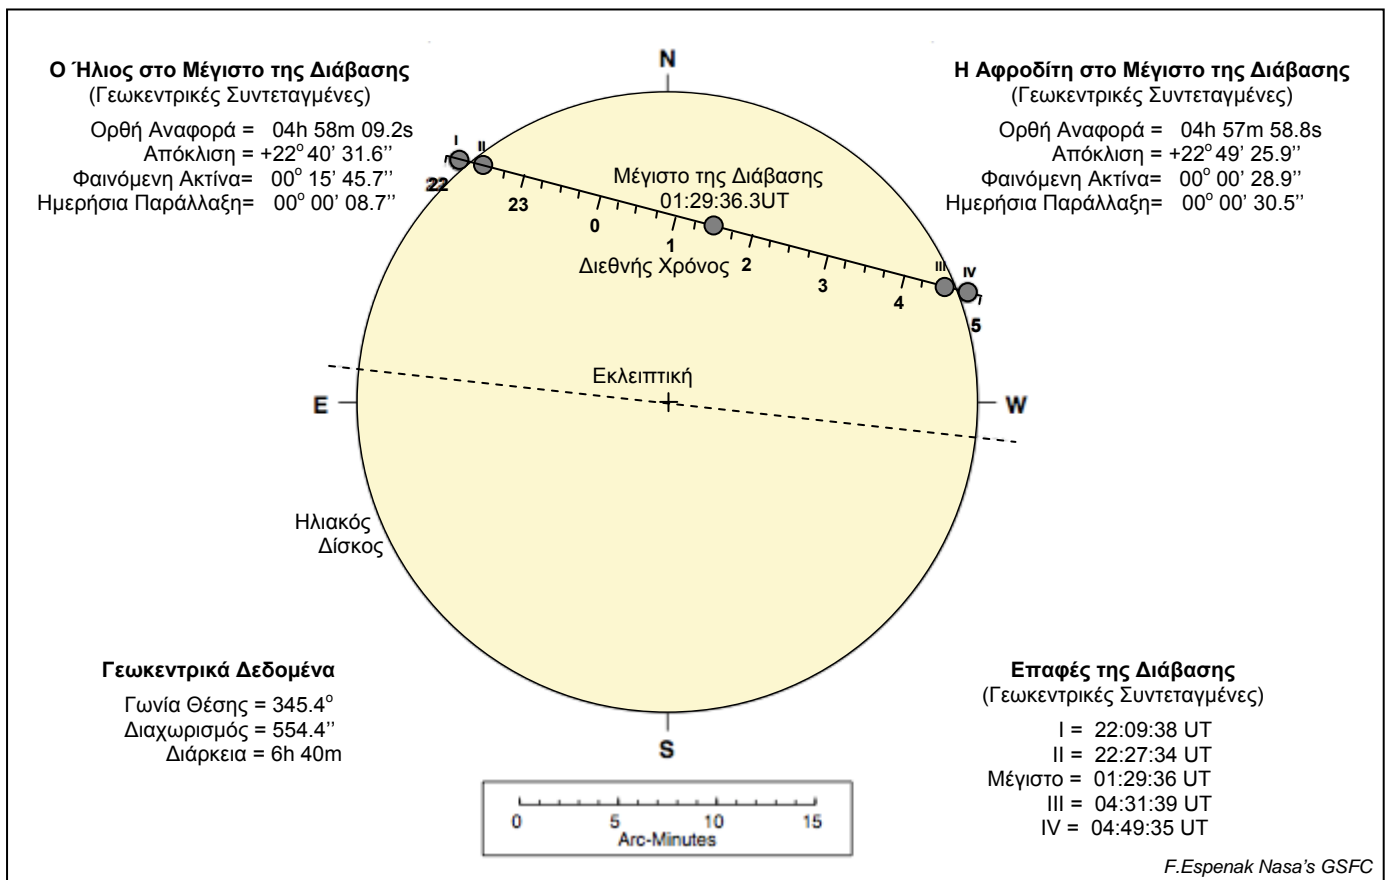 Ο Ήλιος στο Μέγιστο της Διάβασης
(Γεωκεντρικές Συντεταγμένες)
Ορθή Αναφορά = 04h 58m 09.2s
Απόκλιση = +22° 40' 31.6''
Φαινόμενη Ακτίνα= 00° 15' 45.7''
Ημερήσια Παράλλαξη= 00° 00' 08.7''
N
Η Αφροδίτη στο Μέγιστο της Διάβασης
(Γεωκεντρικές Συντεταγμένες)
Ορθή Αναφορά = 04h 57m 58.8s
Απόκλιση = +22° 49' 25.9''
Φαινόμενη Ακτίνα= 00° 00' 28.9''
Ημερήσια Παράλλαξη= 00° 00' 30.5''
I
II
22
23
0
Μέγιστο της Διάβασης
01:29:36.3UT
1
Διεθνής Χρόνος
2
3
4
III
IV
5
Εκλειπτική
E
W
Ηλιακός
Δίσκος
Γεωκεντρικά Δεδομένα
Γωνία Θέσης = 345.4°
Διαχωρισμός = 554.4''
Διάρκεια = 6h 40m
S
0 5 10 15
Arc-Minutes
Επαφές της Διάβασης
(Γεωκεντρικές Συντεταγμένες)
I = 22:09:38 UT
II = 22:27:34 UT
Μέγιστο = 01:29:36 UT
III = 04:31:39 UT
IV = 04:49:35 UT
F.Espenak Nasa's GSFC